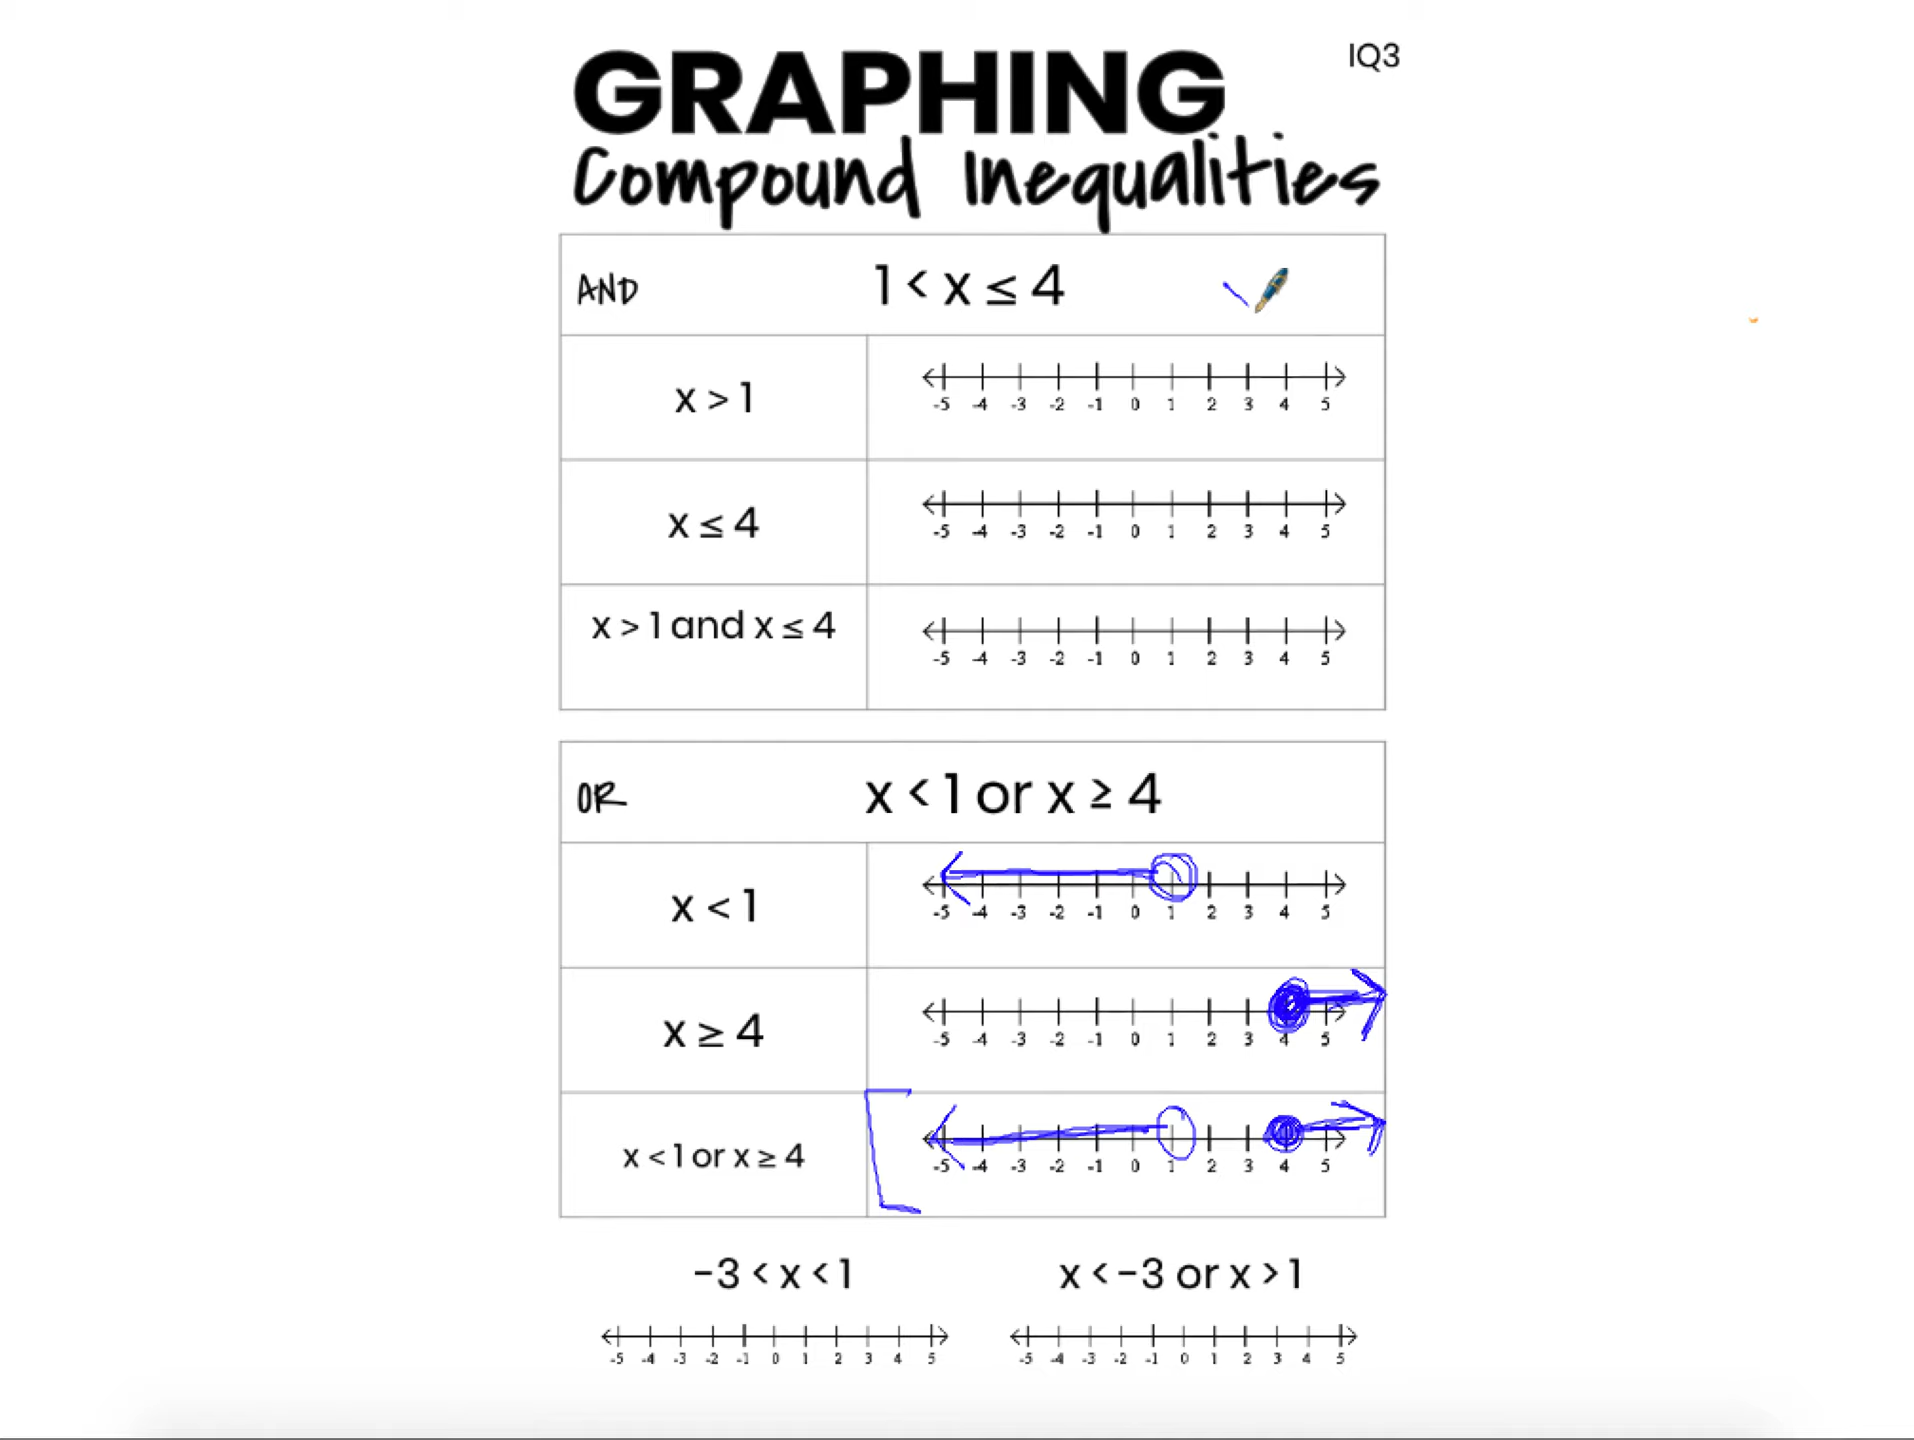 IQ3
GRAPHING
Compound Inequalities
AND 1 < x ≤ 4
x > 1
-5 -4 -3 -2 -1 0 1 2 3 4 5
x ≤ 4
-5 -4 -3 -2 -1 0 1 2 3 4 5
x > 1 and x ≤ 4
-5 -4 -3 -2 -1 0 1 2 3 4 5
OR x < 1 or x ≥ 4
x < 1
-5 -4 -3 -2 -1 0 1 2 3 4 5
x ≥ 4
-5 -4 -3 -2 -1 0 1 2 3 4 5
x < 1 or x ≥ 4
-5 -4 -3 -2 -1 0 1 2 3 4 5
-3 < x < 1
-5 -4 -3 -2 -1 0 1 2 3 4 5
x < -3 or x > 1
-5 -4 -3 -2 -1 0 1 2 3 4 5